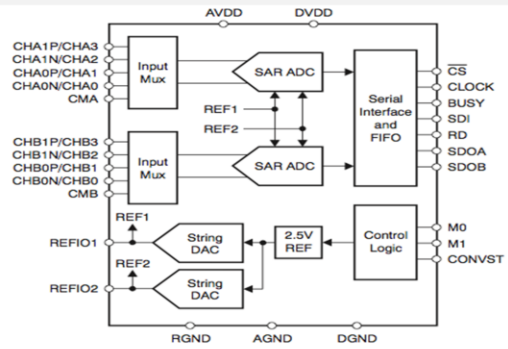 AVDD
DVDD
CHA1P/CHA3
CHA1N/CHA2
CHA0P/CHA1
CHA0N/CHA0
CMA
Input
Mux
SAR ADC
REF1
REF2
Serial
Interface
and
FIFO
C̅S̅
CLOCK
BUSY
SDI
RD
SDOA
SDOB
CHB1P/CHB3
CHB1N/CHB2
CHB0P/CHB1
CHB0N/CHB0
CMB
Input
Mux
SAR ADC
REF1
REFIO1
String
DAC
2.5V
REF
Control
Logic
M0
M1
CONVST
REF2
REFIO2
String
DAC
RGND
AGND
DGND